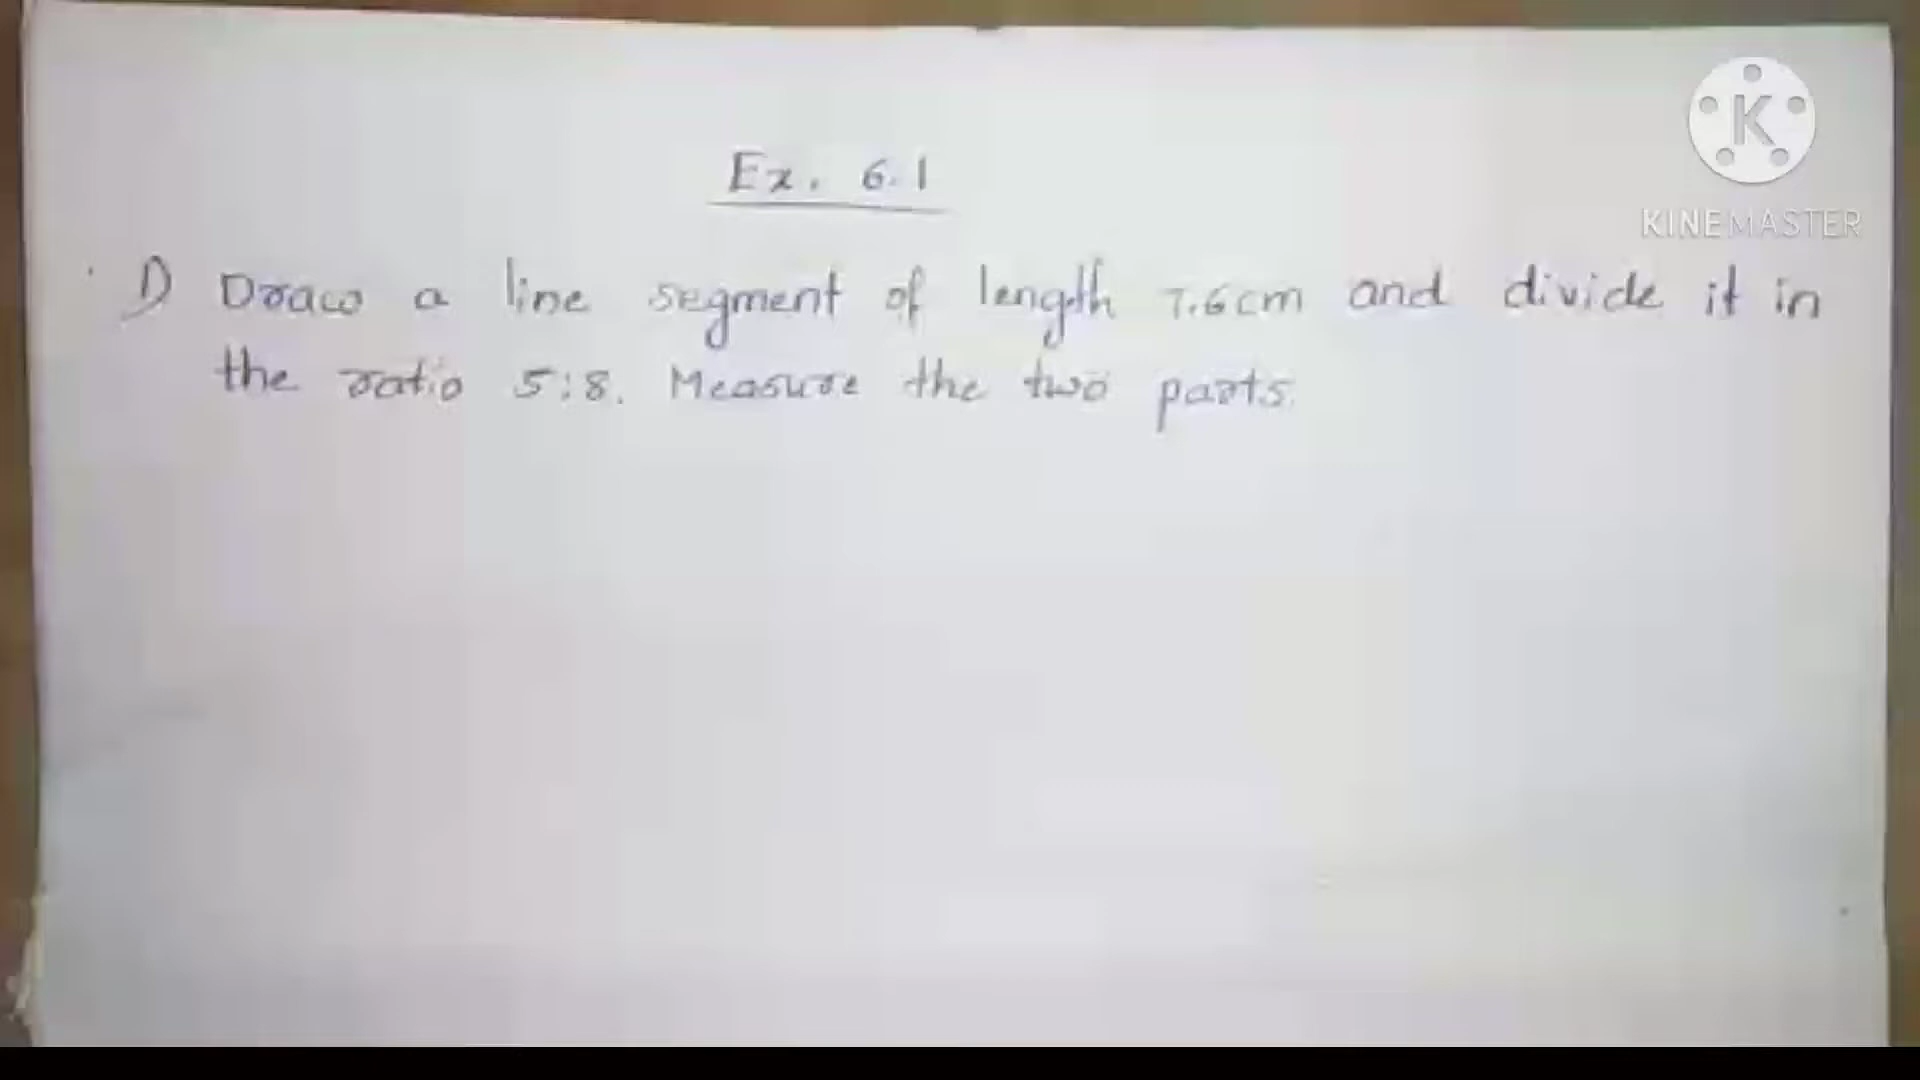 Ex. 6.1
1) Draw a line segment of length 7.6cm and divide it in
the ratio 5:8. Measure the two parts.
K
KINEMASTER